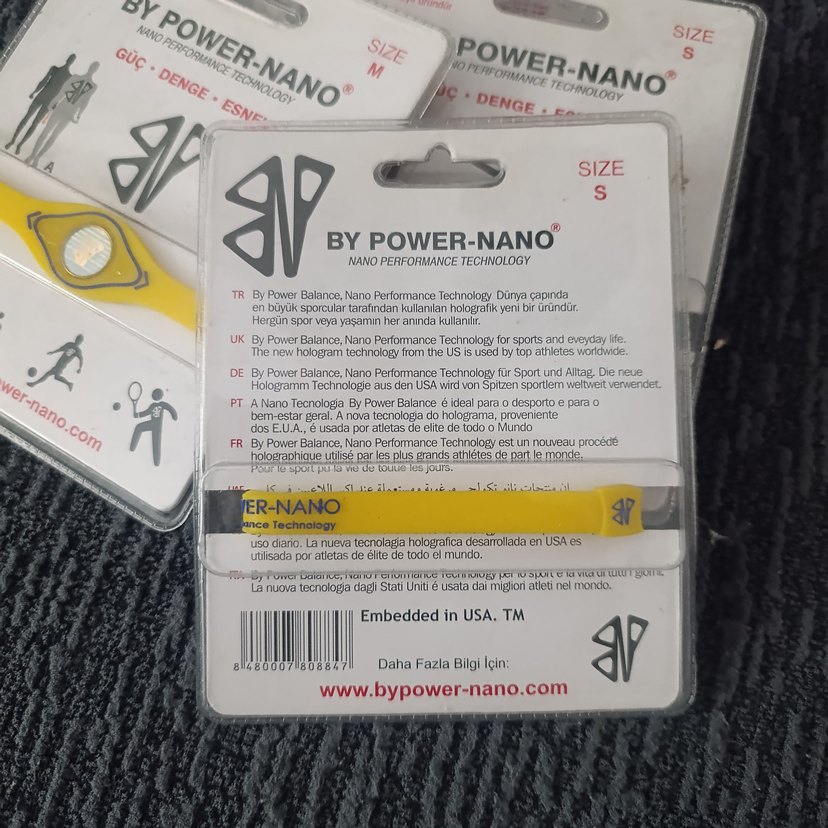 BY POWER-NANO®
NANO PERFORMANCE TECHNOLOGY
GÜÇ • DENGE •
SIZE
M
A
wer-nano.com
POWER-NANO®
NO PERFORMANCE TECHNOLOGY
ÜÇ • DENGE •
SIZE
S
BY POWER-NANO®
NANO PERFORMANCE TECHNOLOGY
SIZE
S
TR By Power Balance, Nano Performance Technology Dünya çapında
en büyük sporcular tarafından kullanılan holografik yeni bir üründür.
Hergün spor veya yaşamın her anında kullanılır.
UK By Power Balance, Nano Performance Technology for sports and eveyday life.
The new hologram technology from the US is used by top athletes worldwide.
DE By Power Balance, Nano Performance Technology für Sport und Alltag. Die neue
Hologramm Technologie aus den USA wird von Spitzen sportlem weltweit verwendet.
PT A Nano Tecnologia By Power Balance é ideal para o desporto e para o
bem-estar geral. A nova tecnologia do holograma, proveniente
dos E.U.A., é usada por atletas de elite de todo o Mundo
FR By Power Balance, Nano Performance Technology est un nouveau procédé
holographique utilisé par les plus grands athlétes de part le monde.
Pour le sport de toute les jours.
WER-NANO
ance Technology
uso diario. La nueva tecnolagia holografica desarrollada en USA es
utilisada por atletas de élite de todo el mundo.
By Power Balance, Nano Performance Technology per lo sport e la vita di tutti i giorni.
La nuova tecnologia dagli Stati Uniti é usata dai migliori atleti nel mondo.
Embedded in USA. TM
8 480007 808847
Daha Fazla Bilgi İçin:
www.bypower-nano.com